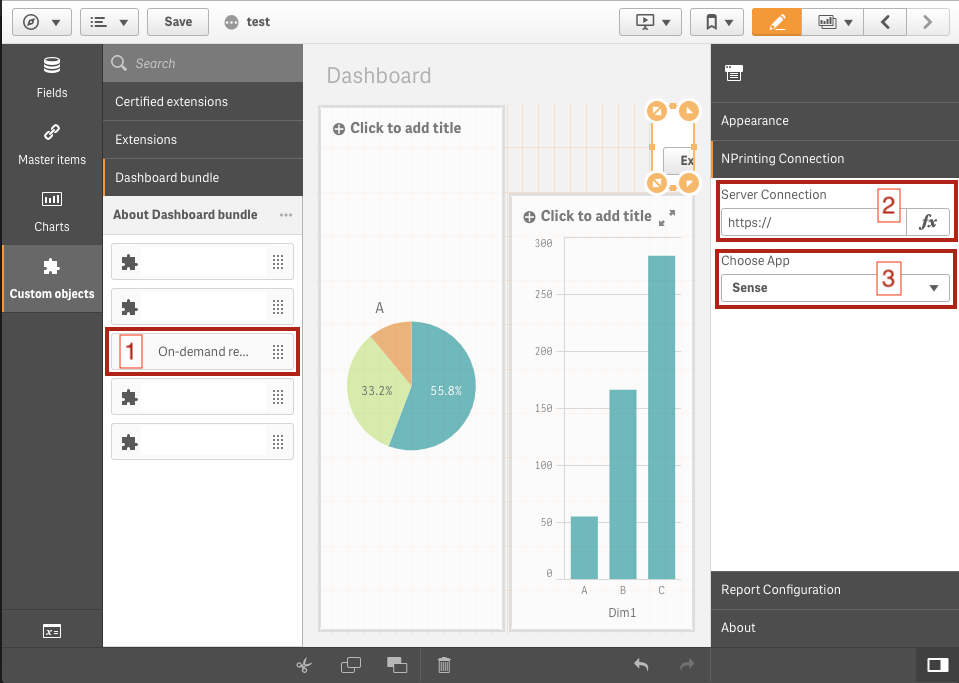 Save
test
Fields
Master items
Charts
Custom objects
Search
Certified extensions
Extensions
Dashboard bundle
About Dashboard bundle
1
On-demand re...
Dashboard
Click to add title
A
33.2%
55.8%
Ex
Click to add title
300
250
200
150
100
50
0
A B C
Dim1
Appearance
NPrinting Connection
Server Connection
2
https://
fx
Choose App
3
Sense
Report Configuration
About
x=